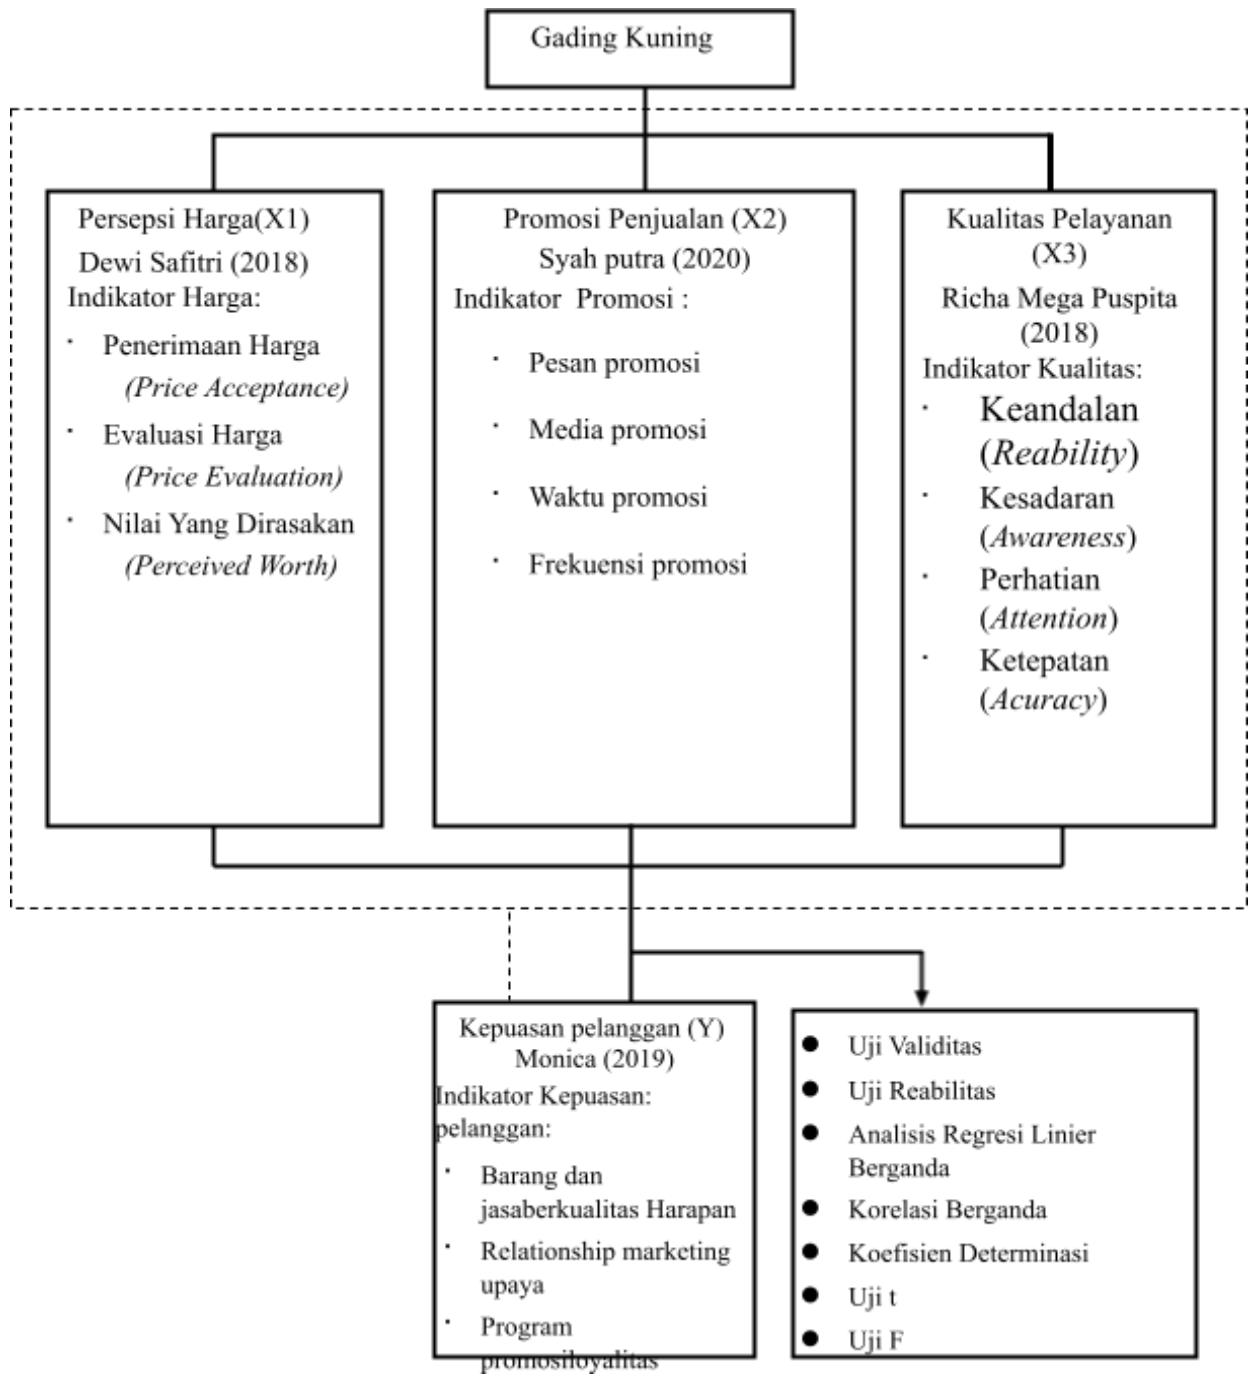 Gading Kuning
Persepsi Harga(X1)
Dewi Safitri (2018)
Indikator Harga:
· Penerimaan Harga
(Price Acceptance)
· Evaluasi Harga
(Price Evaluation)
· Nilai Yang Dirasakan
(Perceived Worth)
Promosi Penjualan (X2)
Syah putra (2020)
Indikator Promosi :
· Pesan promosi
· Media promosi
· Waktu promosi
· Frekuensi promosi
Kualitas Pelayanan
(X3)
Richa Mega Puspita
(2018)
Indikator Kualitas:
· Keandalan
(Reability)
· Kesadaran
(Awareness)
· Perhatian
(Attention)
· Ketepatan
(Acuracy)
Kepuasan pelanggan (Y)
Monica (2019)
Indikator Kepuasan:
pelanggan:
· Barang dan
jasaberkualitas Harapan
· Relationship marketing
upaya
· Program
promosiloyalitas
● Uji Validitas
● Uji Reabilitas
● Analisis Regresi Linier
Berganda
● Korelasi Berganda
● Koefisien Determinasi
● Uji t
● Uji F